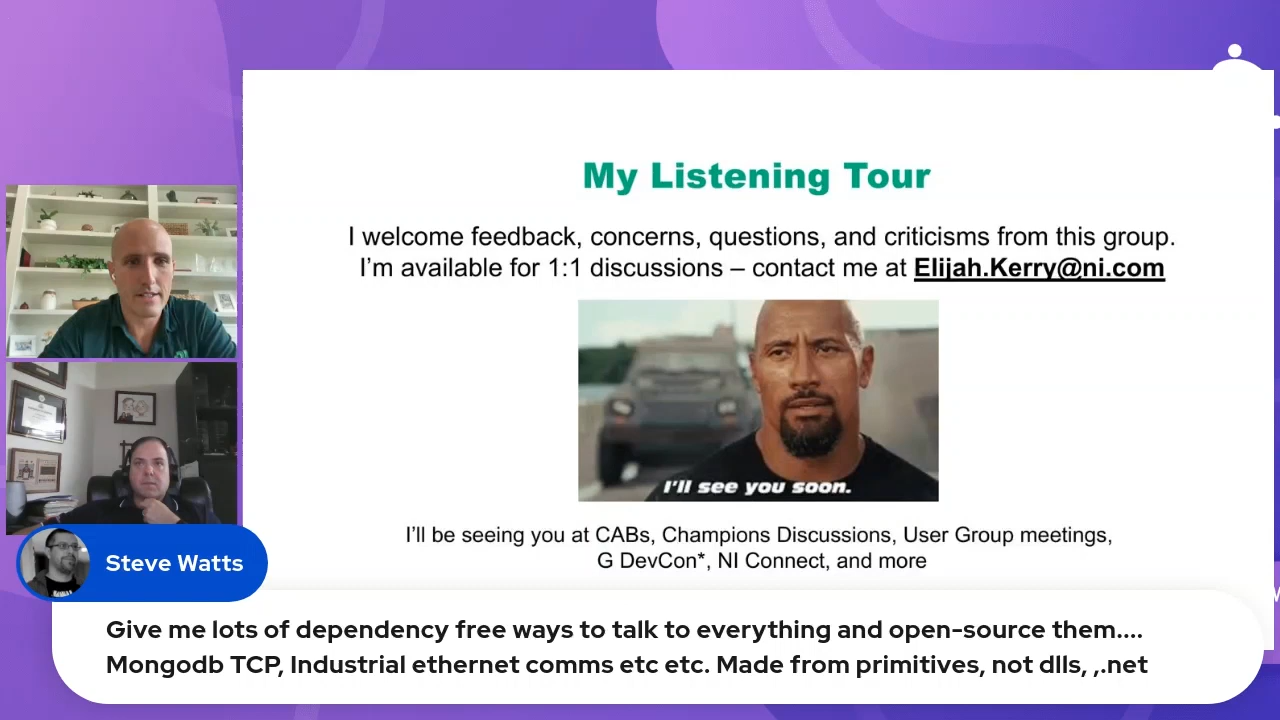 My Listening Tour
I welcome feedback, concerns, questions, and criticisms from this group.
I'm available for 1:1 discussions – contact me at Elijah.Kerry@ni.com
I'll see you soon.
I'll be seeing you at CABs, Champions Discussions, User Group meetings,
G DevCon*, NI Connect, and more
Steve Watts
Give me lots of dependency free ways to talk to everything and open-source them....
Mongodb TCP, Industrial ethernet comms etc etc. Made from primitives, not dlls, ,.net